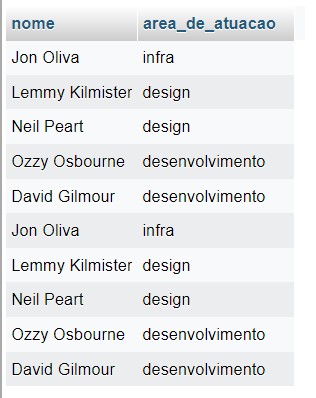 nome area_de_atuacao
Jon Oliva infra
Lemmy Kilmister design
Neil Peart design
Ozzy Osbourne desenvolvimento
David Gilmour desenvolvimento
Jon Oliva infra
Lemmy Kilmister design
Neil Peart design
Ozzy Osbourne desenvolvimento
David Gilmour desenvolvimento